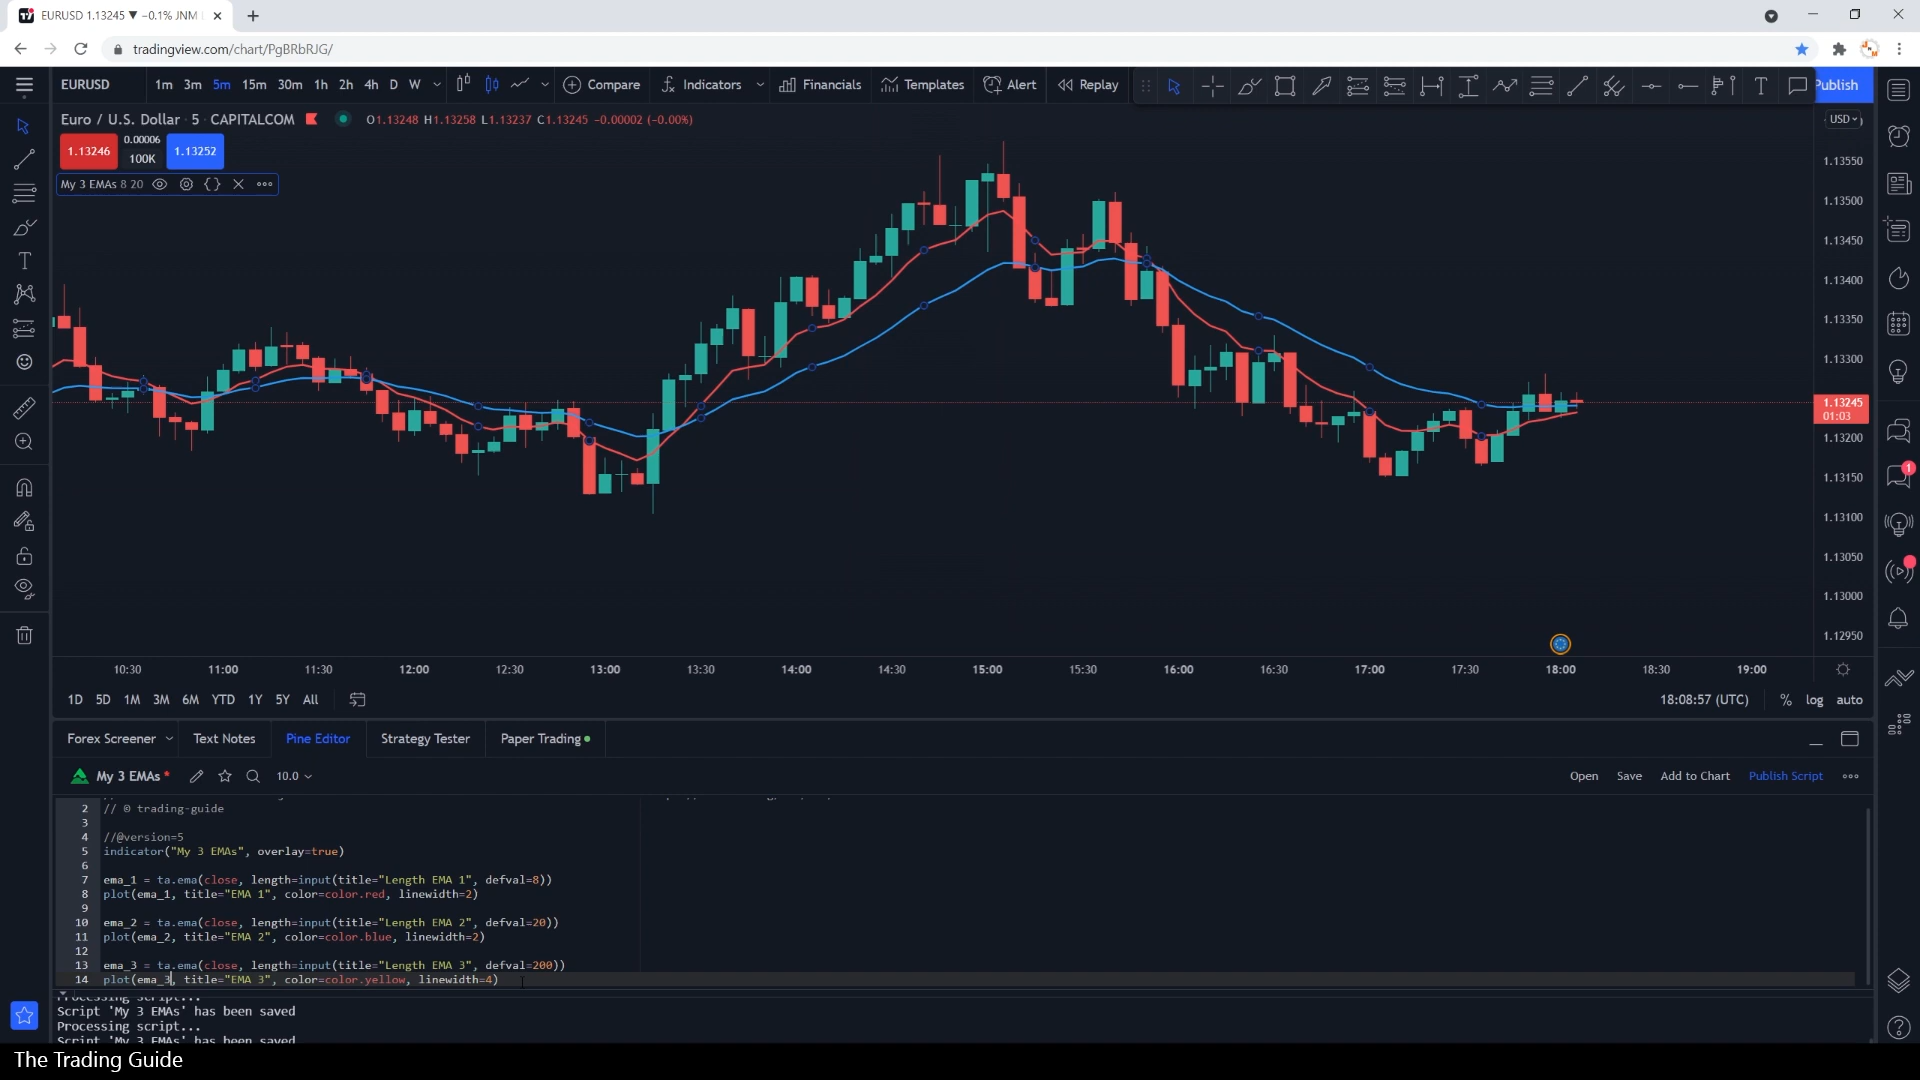 EURUSD 1.13245 ▼ −0.1% JNM
tradingview.com/chart/PgBRbRJG/
EURUSD 1m 3m 5m 15m 30m 1h 2h 4h D W Compare Indicators Financials Templates Alert Replay Publish
Euro / U.S. Dollar · 5 · CAPITALCOM O1.13248 H1.13258 L1.13237 C1.13245 −0.00002 (−0.00%) USD
1.13246 0.00006 100K 1.13252
My 3 EMAs 8 20
1.13550
1.13500
1.13450
1.13400
1.13350
1.13300
1.13245
01:03
1.13200
1.13150
1.13100
1.13050
1.13000
1.12950
10:30 11:00 11:30 12:00 12:30 13:00 13:30 14:00 14:30 15:00 15:30 16:00 16:30 17:00 17:30 18:00 18:30 19:00
1D 5D 1M 3M 6M YTD 1Y 5Y All 18:08:57 (UTC) % log auto
Forex Screener Text Notes Pine Editor Strategy Tester Paper Trading
My 3 EMAs * 10.0 Open Save Add to Chart Publish Script
2 // © trading-guide
3
4 //@version=5
5 indicator("My 3 EMAs", overlay=true)
6
7 ema_1 = ta.ema(close, length=input(title="Length EMA 1", defval=8))
8 plot(ema_1, title="EMA 1", color=color.red, linewidth=2)
9
10 ema_2 = ta.ema(close, length=input(title="Length EMA 2", defval=20))
11 plot(ema_2, title="EMA 2", color=color.blue, linewidth=2)
12
13 ema_3 = ta.ema(close, length=input(title="Length EMA 3", defval=200))
14 plot(ema_3, title="EMA 3", color=color.yellow, linewidth=4)
Processing script...
Script 'My 3 EMAs' has been saved
Processing script...
Script 'My 3 EMAs' has been saved
1
The Trading Guide